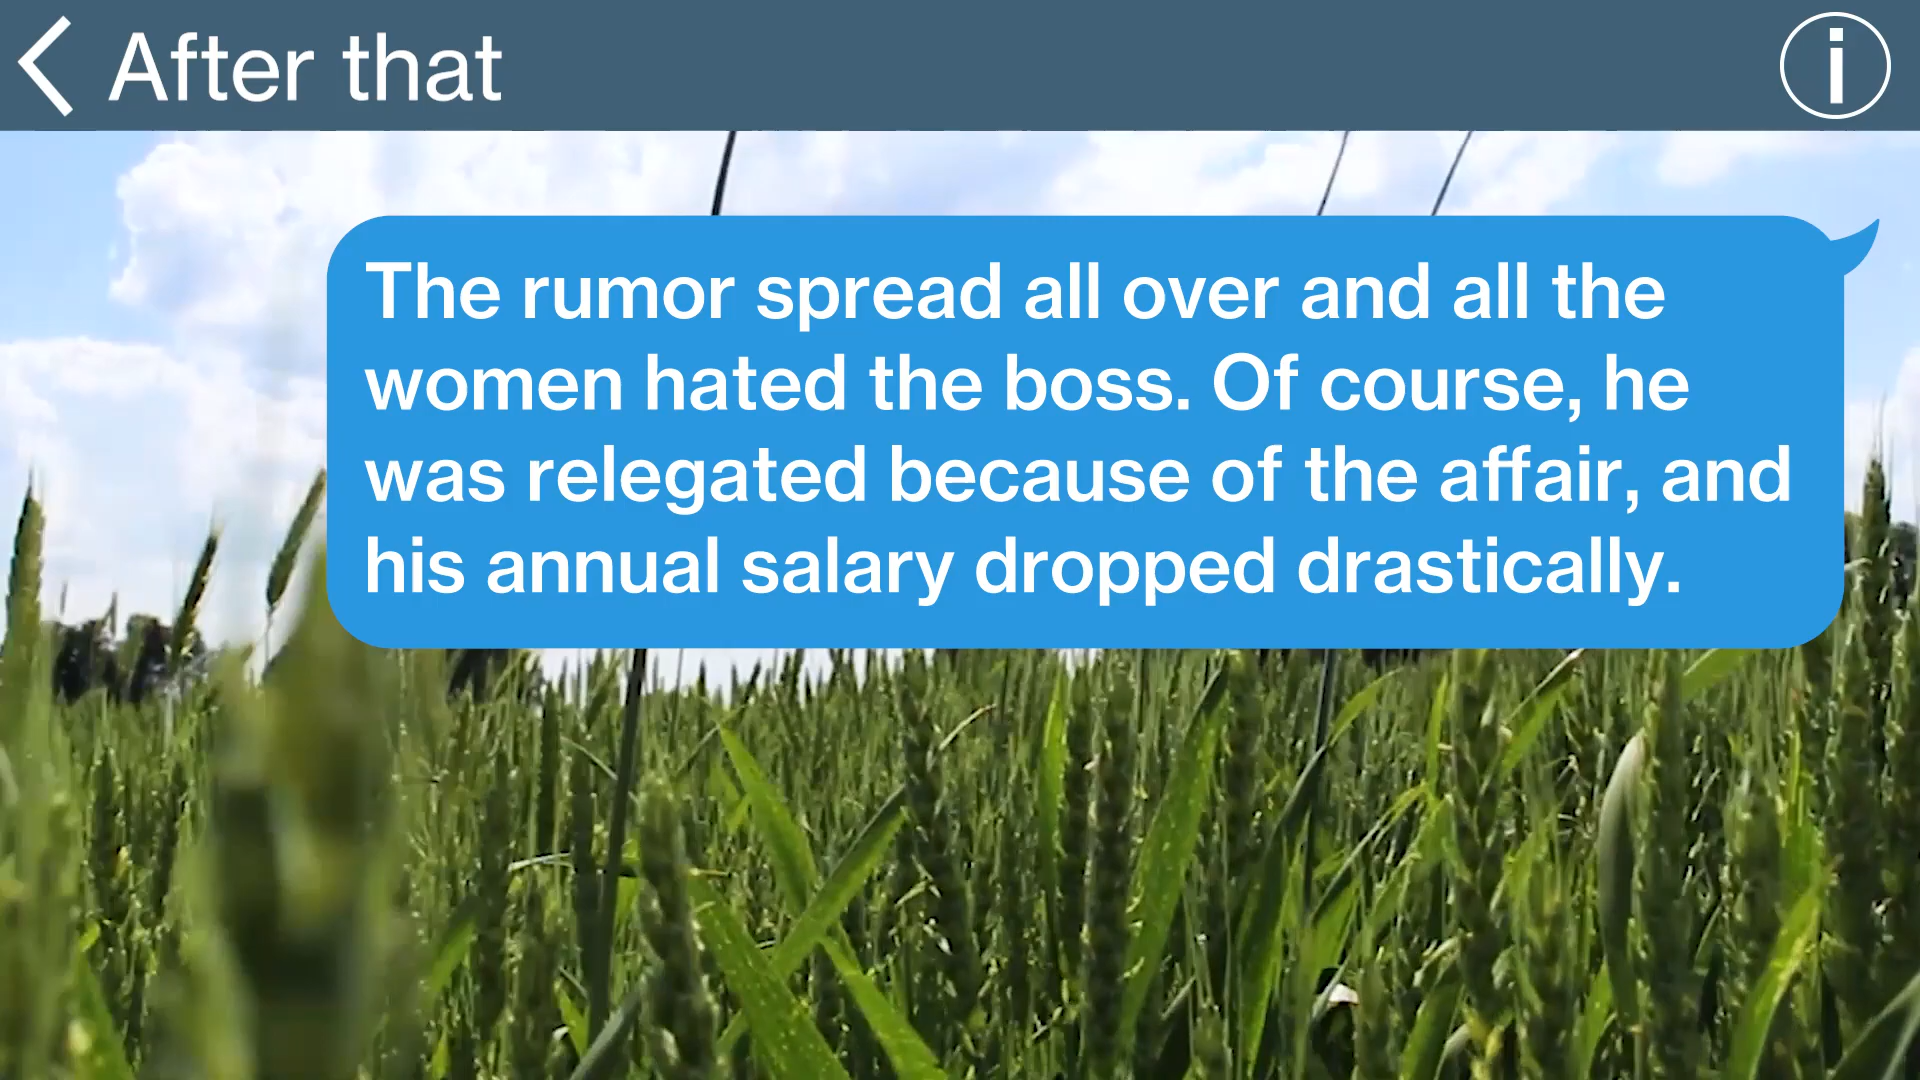 After that
The rumor spread all over and all the
women hated the boss. Of course, he
was relegated because of the affair, and
his annual salary dropped drastically.